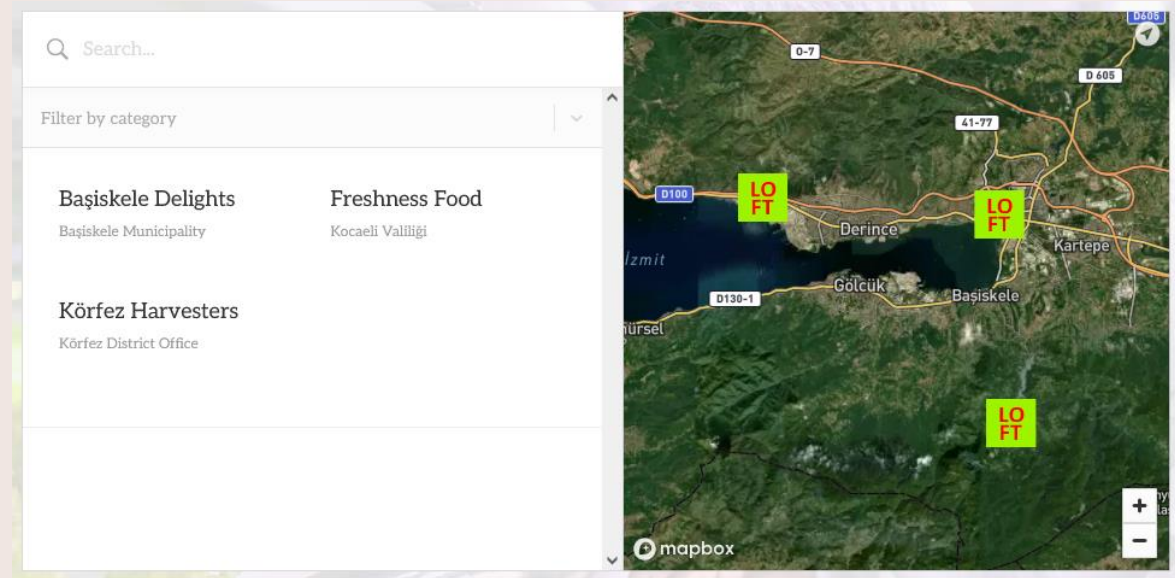 Search...
Filter by category
Başiskele Delights
Başiskele Municipality
Freshness Food
Kocaeli Valiliği
Körfez Harvesters
Körfez District Office
D605
O-7
D 605
41-77
D100
LO
FT
LO
FT
Derince
Kartepe
İzmit
Gölcük
D130-1
Başiskele
ürsel
LO
FT
+
−
mapbox